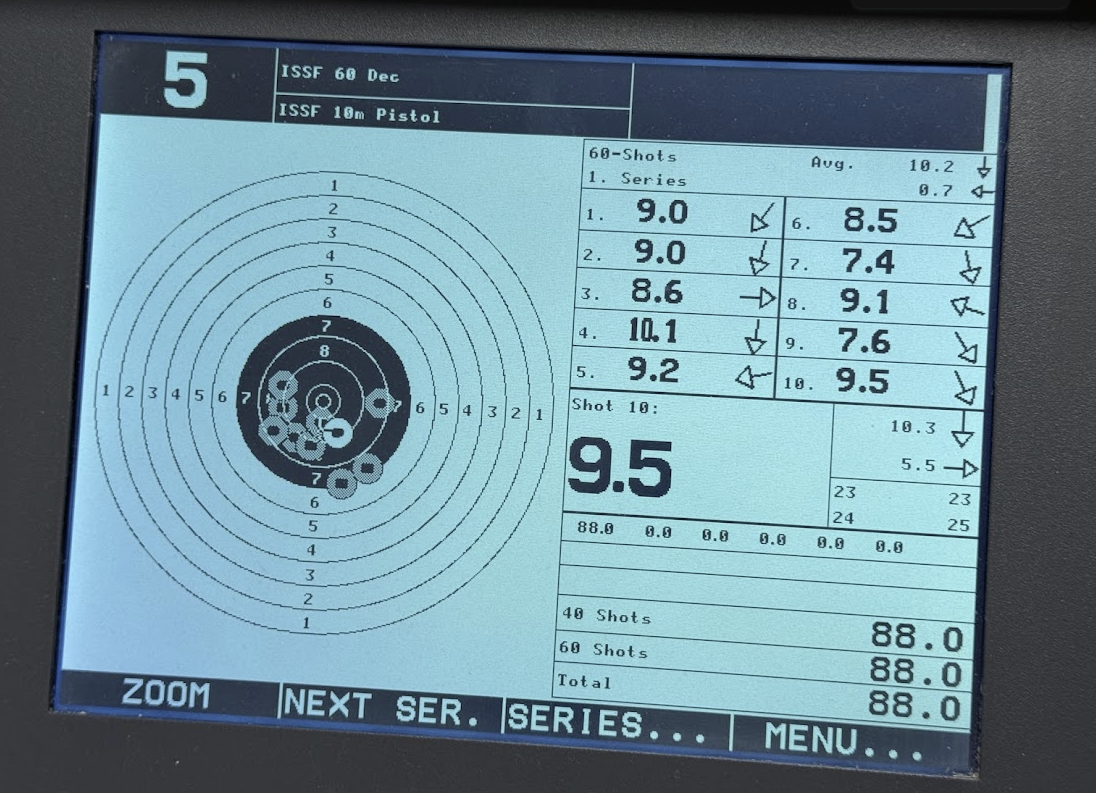 5
ISSF 60 Dec
ISSF 10m Pistol
60-Shots Avg. 10.2
1. Series 0.7
1. 9.0 6. 8.5
2. 9.0 7. 7.4
3. 8.6 8. 9.1
4. 10.1 9. 7.6
5. 9.2 10. 9.5
Shot 10:
9.5
10.3
5.5
23 23
24 25
88.0 0.0 0.0 0.0 0.0 0.0
40 Shots 88.0
60 Shots 88.0
Total 88.0
1
2
3
4
5
6
7
8
1 2 3 4 5 6 7 7 6 5 4 3 2 1
7
6
5
4
3
2
1
ZOOM NEXT SER. SERIES... MENU...